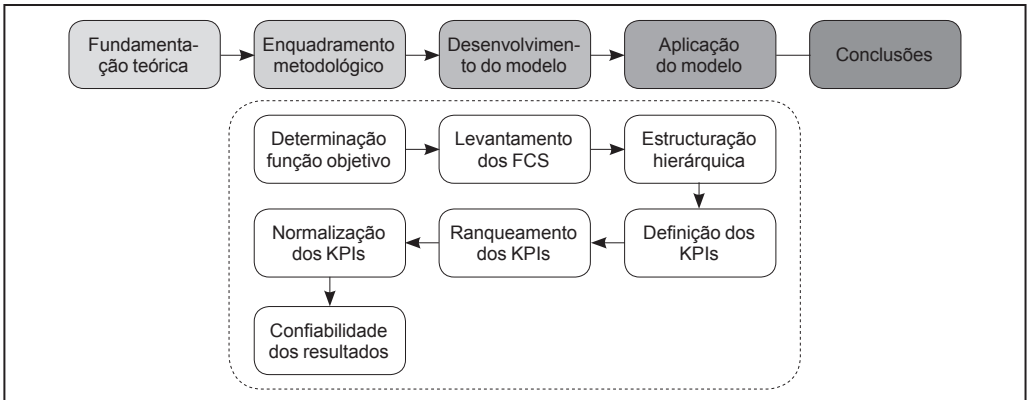 Fundamenta-
ção teórica
Enquadramento
metodológico
Desenvolvimen-
to do modelo
Aplicação
do modelo
Conclusões
Determinação
função objetivo
Levantamento
dos FCS
Estructuração
hierárquica
Definição dos
KPIs
Ranqueamento
dos KPIs
Normalização
dos KPIs
Confiabilidade
dos resultados